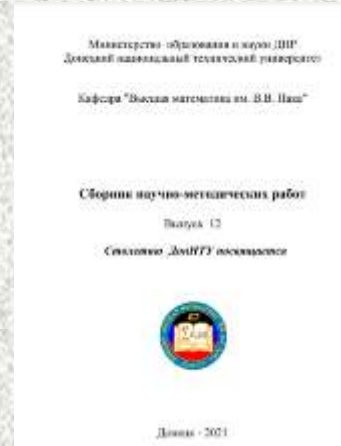 Министерство образования и науки ДНР
Донецкий национальный технический университет
Кафедра "Высшая математика им. В.В. Пака"
Сборник научно-методических работ
Выпуск 12
Столетию ДонНТУ посвящается
Донецк - 2021